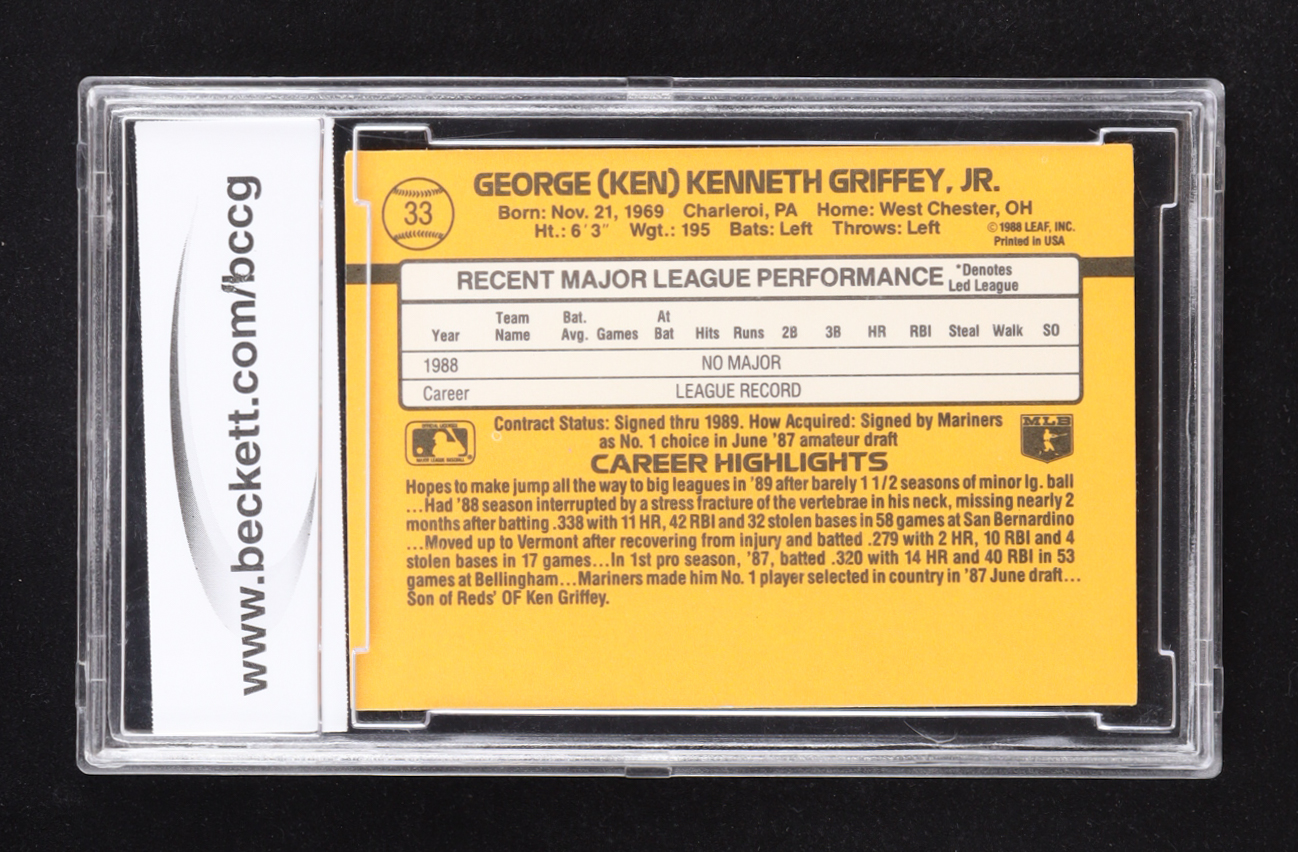 www.beckett.com/bccg
33
GEORGE (KEN) KENNETH GRIFFEY, JR.
Born: Nov. 21, 1969 Charleroi, PA Home: West Chester, OH
Ht.: 6'3" Wgt.: 195 Bats: Left Throws: Left
©1988 LEAF, INC.
Printed in USA
RECENT MAJOR LEAGUE PERFORMANCE
*Denotes
Led League
Year Team Name Bat. Avg. Games At Bat Hits Runs 2B 3B HR RBI Steal Walk SO
1988 NO MAJOR
Career LEAGUE RECORD
Contract Status: Signed thru 1989. How Acquired: Signed by Mariners
as No. 1 choice in June '87 amateur draft
MLB
CAREER HIGHLIGHTS
Hopes to make jump all the way to big leagues in '89 after barely 1 1/2 seasons of minor lg. ball
...Had '88 season interrupted by a stress fracture of the vertebrae in his neck, missing nearly 2
months after batting .338 with 11 HR, 42 RBI and 32 stolen bases in 58 games at San Bernardino
...Moved up to Vermont after recovering from injury and batted .279 with 2 HR, 10 RBI and 4
stolen bases in 17 games...In 1st pro season, '87, batted .320 with 14 HR and 40 RBI in 53
games at Bellingham...Mariners made him No. 1 player selected in country in '87 June draft...
Son of Reds' OF Ken Griffey.